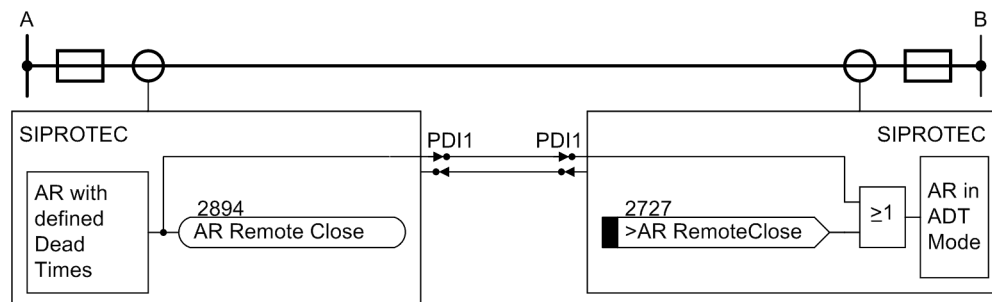 A
B
SIPROTEC
PDI1
PDI1
SIPROTEC
AR with
defined
Dead
Times
2894
AR Remote Close
2727
>AR RemoteClose
≥1
AR in
ADT
Mode